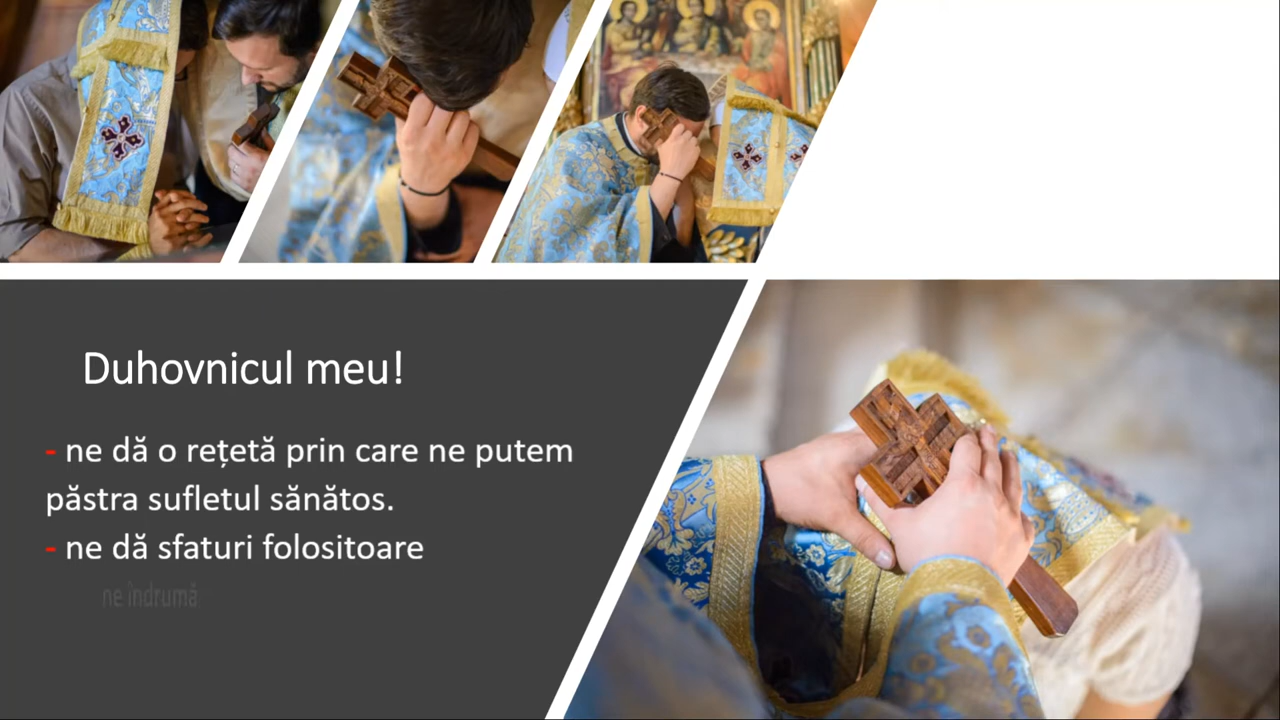 Duhovnicul meu!
- ne dă o rețetă prin care ne putem
păstra sufletul sănătos.
- ne dă sfaturi folositoare
ne îndrumă